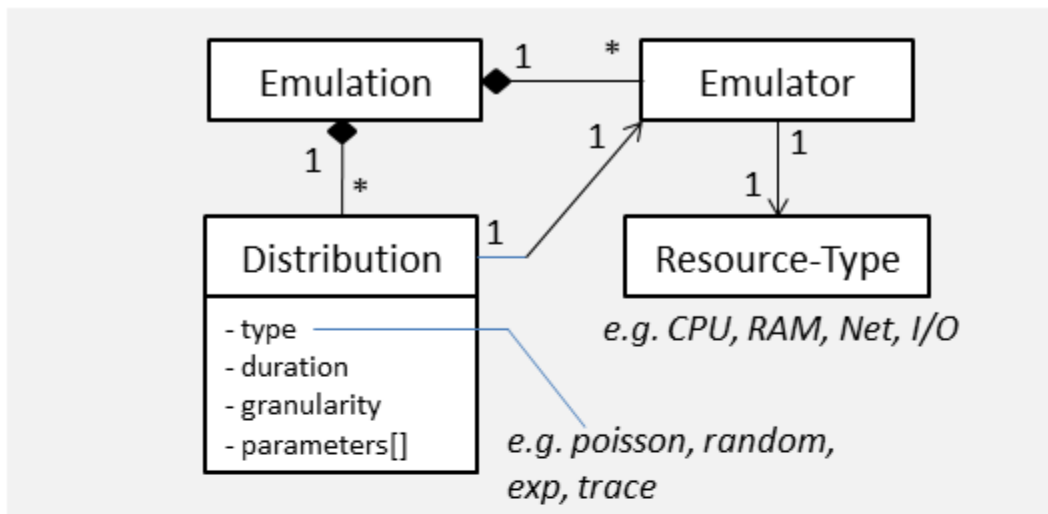 Emulation
1
*
Emulator
1
*
1
1
Distribution
1
1
1
Resource-Type
e.g. CPU, RAM, Net, I/O
- type
- duration
- granularity
- parameters[]
e.g. poisson, random,
exp, trace